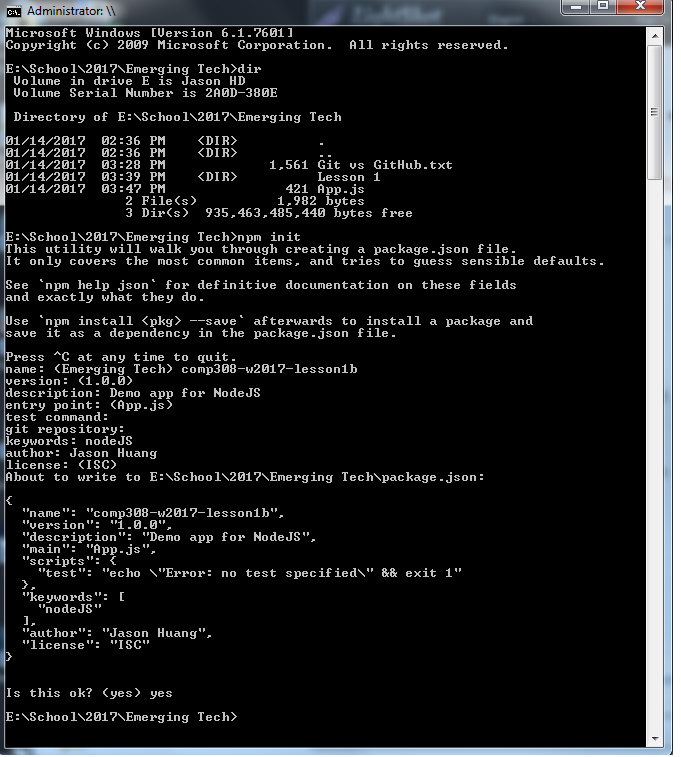 Administrator: \\
Microsoft Windows [Version 6.1.7601]
Copyright (c) 2009 Microsoft Corporation.  All rights reserved.
E:\School\2017\Emerging Tech>dir
 Volume in drive E is Jason HD
 Volume Serial Number is 2A0D-380E
 Directory of E:\School\2017\Emerging Tech
01/14/2017  02:36 PM    <DIR>          .
01/14/2017  02:36 PM    <DIR>          ..
01/14/2017  03:28 PM             1,561 Git vs GitHub.txt
01/14/2017  03:39 PM    <DIR>          Lesson 1
01/14/2017  03:47 PM               421 App.js
               2 File(s)          1,982 bytes
               3 Dir(s)  935,463,485,440 bytes free
E:\School\2017\Emerging Tech>npm init
This utility will walk you through creating a package.json file.
It only covers the most common items, and tries to guess sensible defaults.
See `npm help json` for definitive documentation on these fields
and exactly what they do.
Use `npm install <pkg> --save` afterwards to install a package and
save it as a dependency in the package.json file.
Press ^C at any time to quit.
name: (Emerging Tech) comp308-w2017-lesson1b
version: (1.0.0)
description: Demo app for NodeJS
entry point: (App.js)
test command:
git repository:
keywords: nodeJS
author: Jason Huang
license: (ISC)
About to write to E:\School\2017\Emerging Tech\package.json:
{
  "name": "comp308-w2017-lesson1b",
  "version": "1.0.0",
  "description": "Demo app for NodeJS",
  "main": "App.js",
  "scripts": {
    "test": "echo \"Error: no test specified\" && exit 1"
  },
  "keywords": [
    "nodeJS"
  ],
  "author": "Jason Huang",
  "license": "ISC"
}
Is this ok? (yes) yes
E:\School\2017\Emerging Tech>